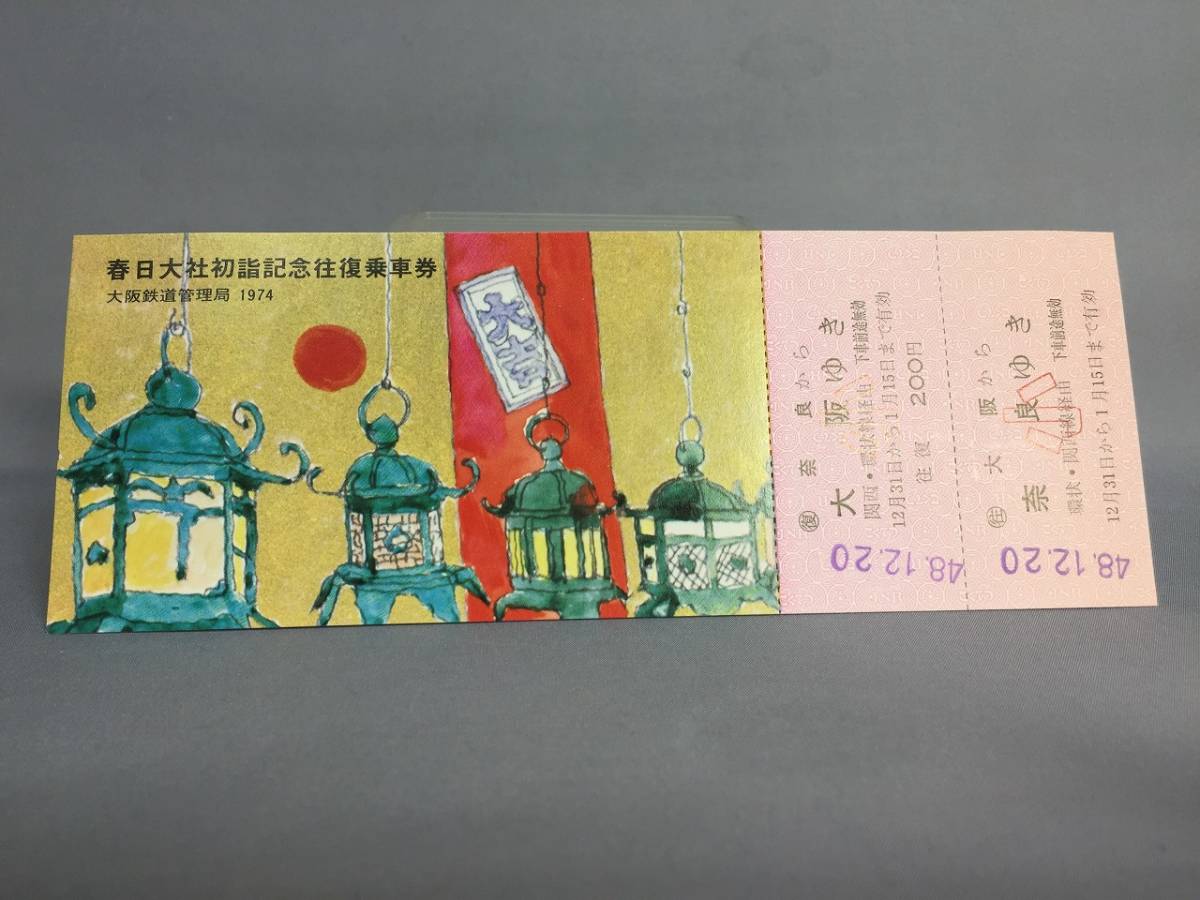 春日大社初詣記念往復乗車券
大阪鉄道管理局 1974
大吉
復
奈良から
大阪ゆき
関西・環状線経由 下車前途無効
12月31日から1月15日まで有効
往復 200円
48.12.20
往
大阪から
奈良ゆき
環状・関西線経由 下車前途無効
12月31日から1月15日まで有効
48.12.20
小